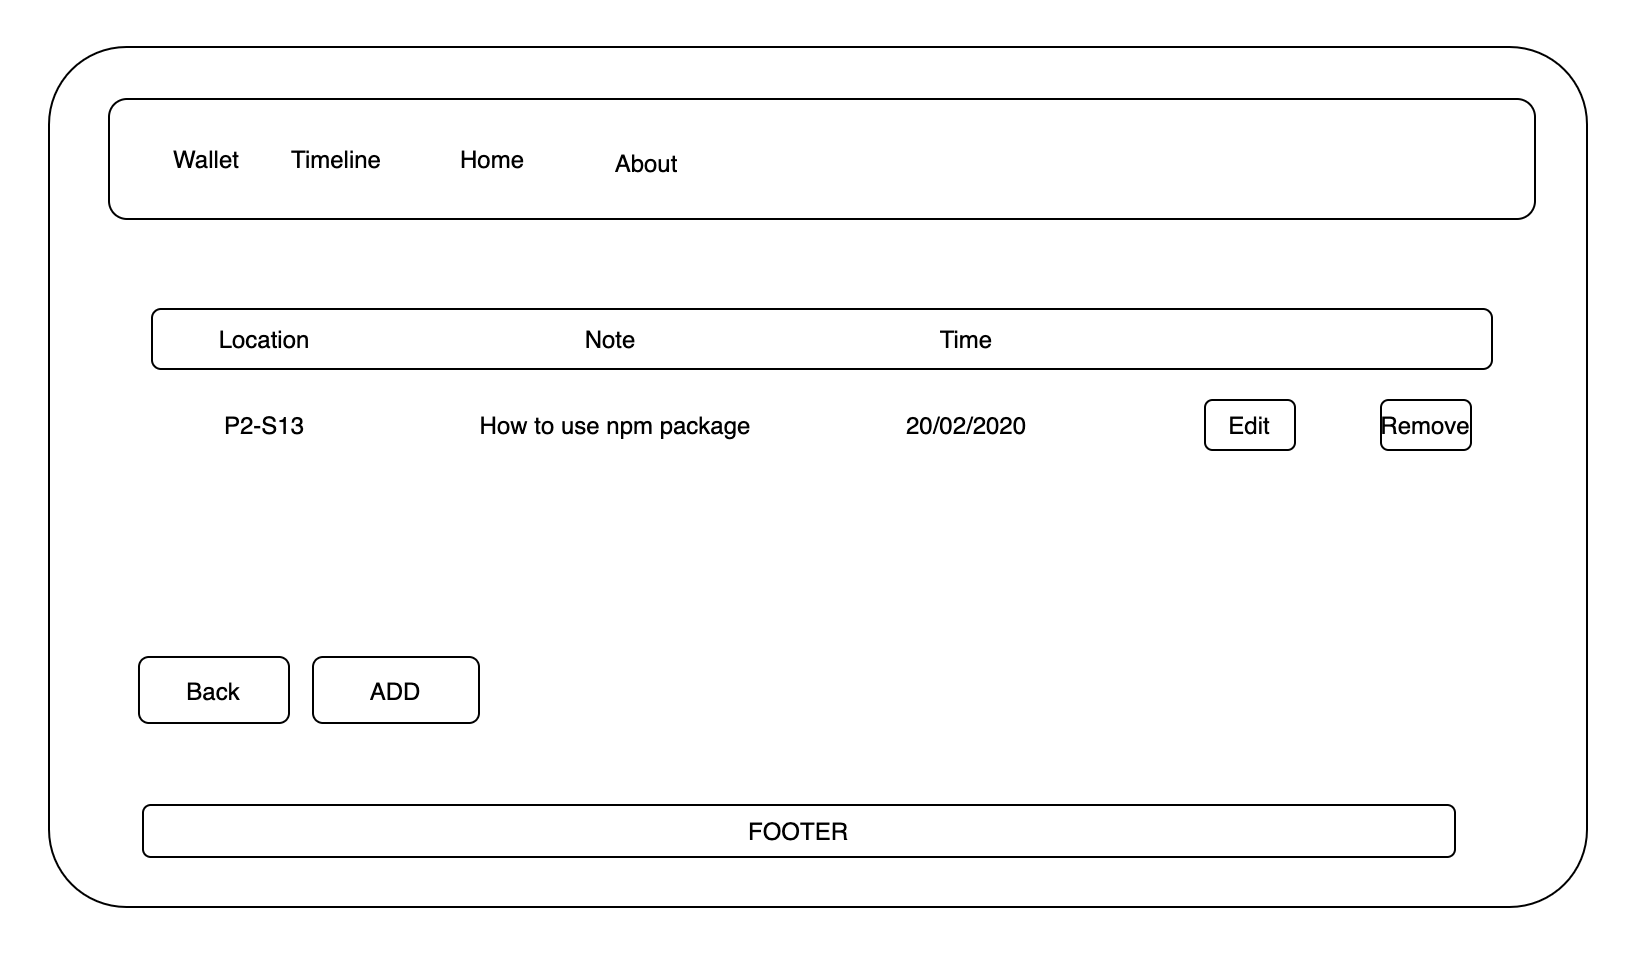 Wallet Timeline Home About
Location Note Time
P2-S13 How to use npm package 20/02/2020 Edit Remove
Back ADD
FOOTER